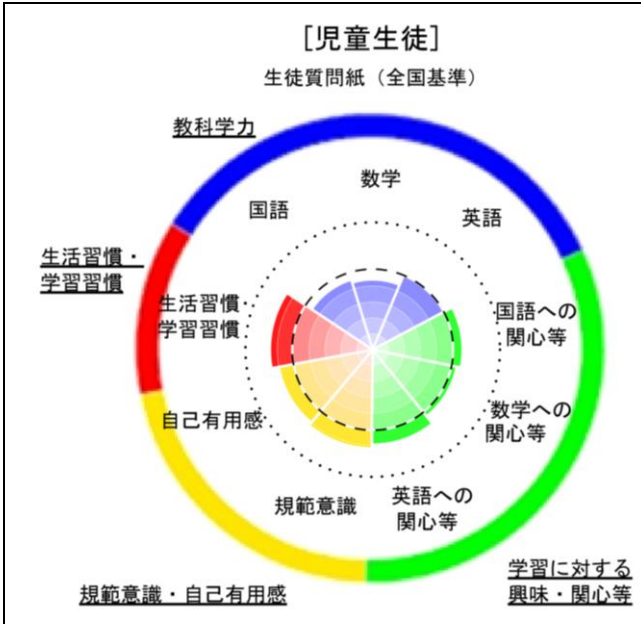 [児童生徒]
生徒質問紙（全国基準）
教科学力
数学
国語
英語
生活習慣・
学習習慣
生活習慣・
学習習慣
国語への
関心等
数学への
関心等
自己有用感
規範意識
英語への
関心等
規範意識・自己有用感
学習に対する
興味・関心等